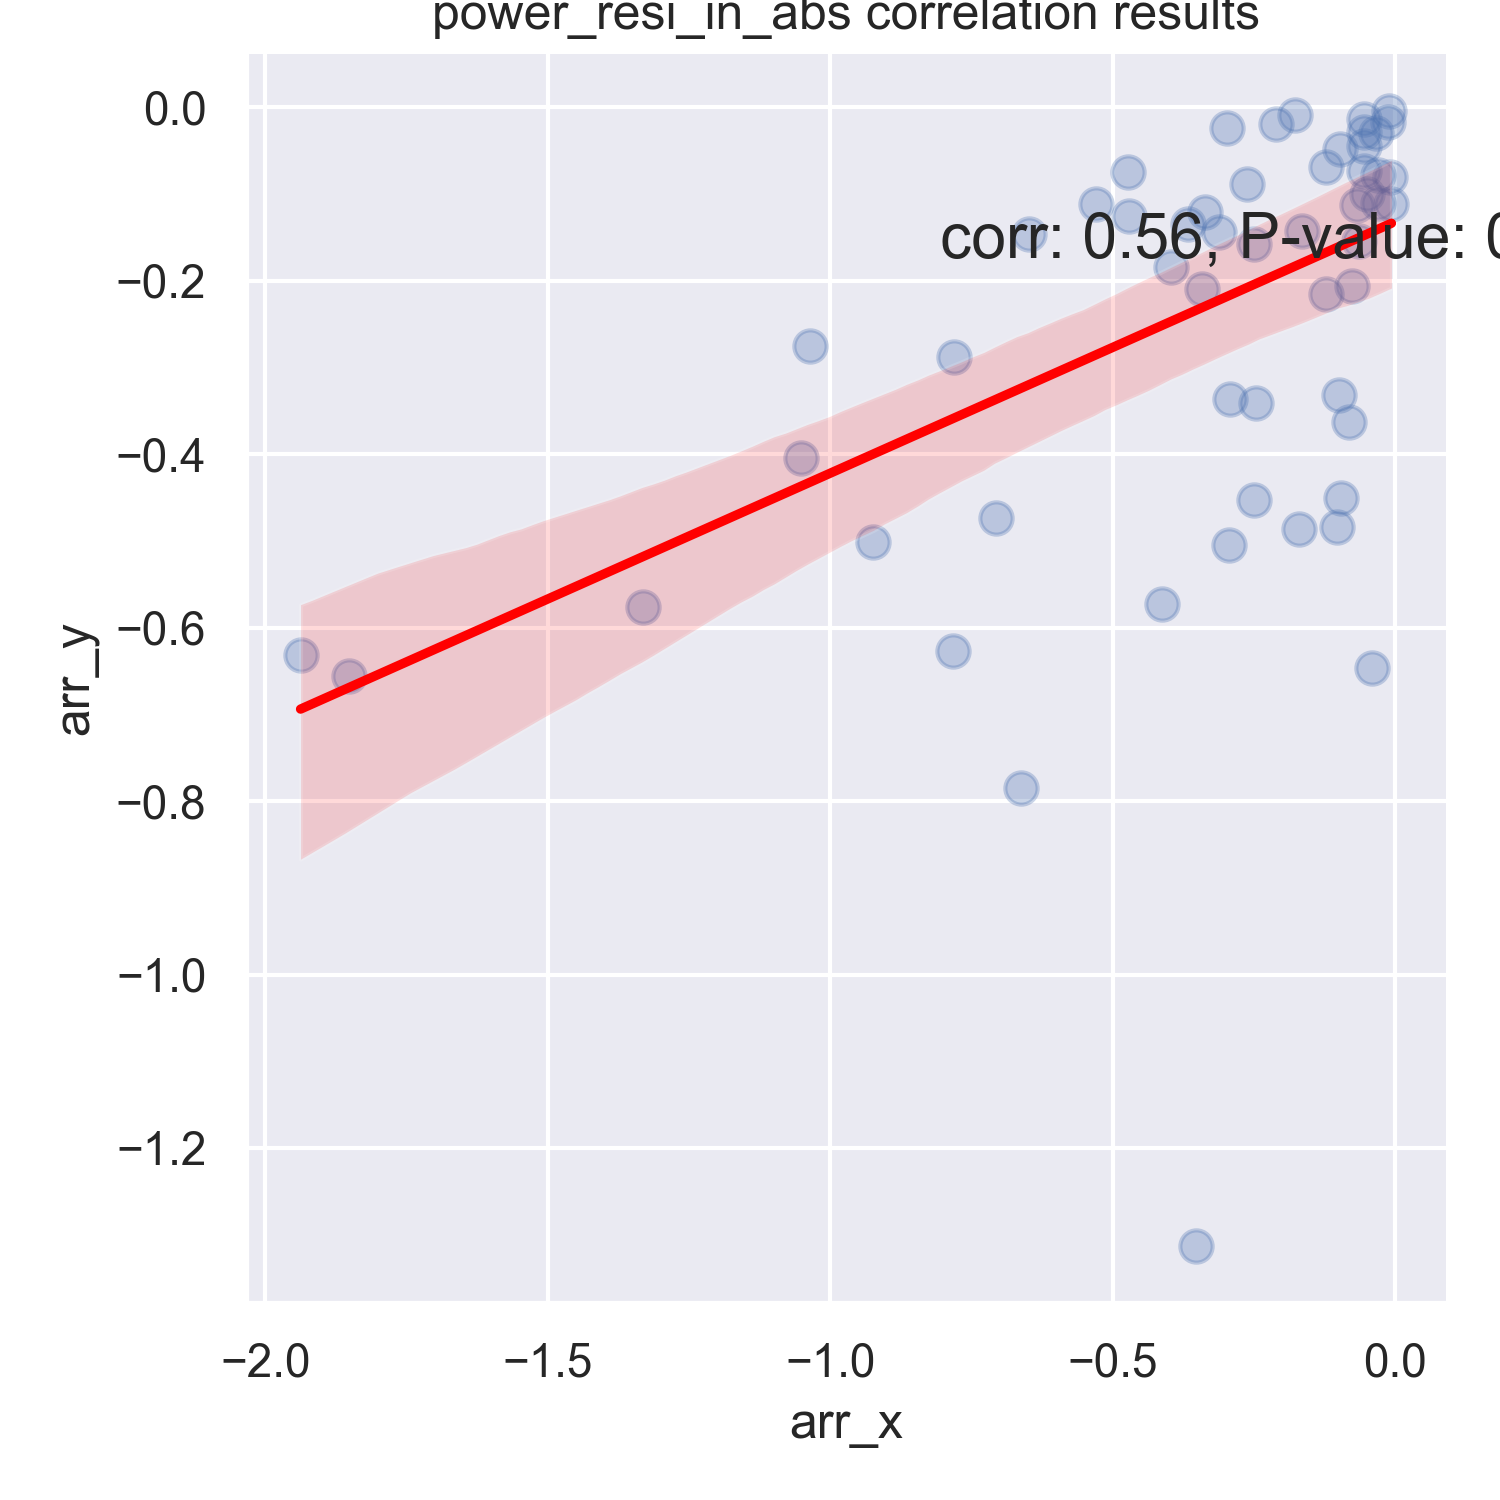 power_resi_in_abs correlation results
0.0
−0.2
−0.4
−0.6
−0.8
−1.0
−1.2
arr_y
corr: 0.56, P-value: 0
−2.0 −1.5 −1.0 −0.5 0.0
arr_x